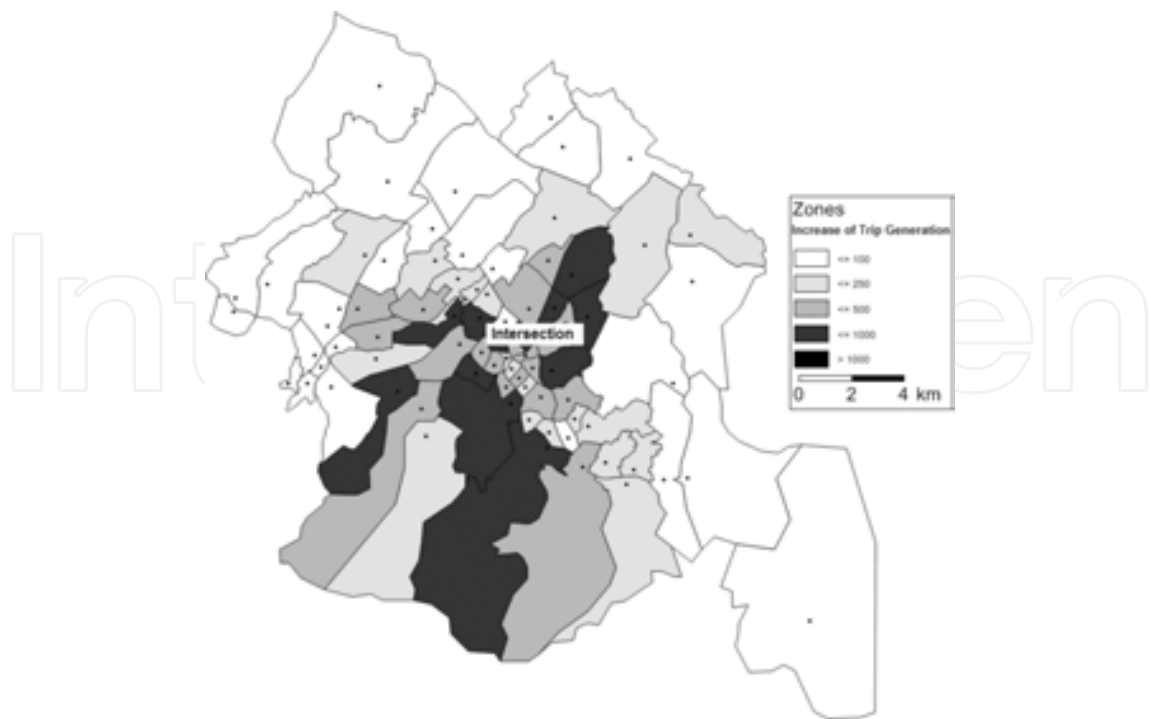 Intersection
Zones
Increase of Trip Generation
<= 100
<= 250
<= 500
<= 1000
> 1000
0 2 4 km